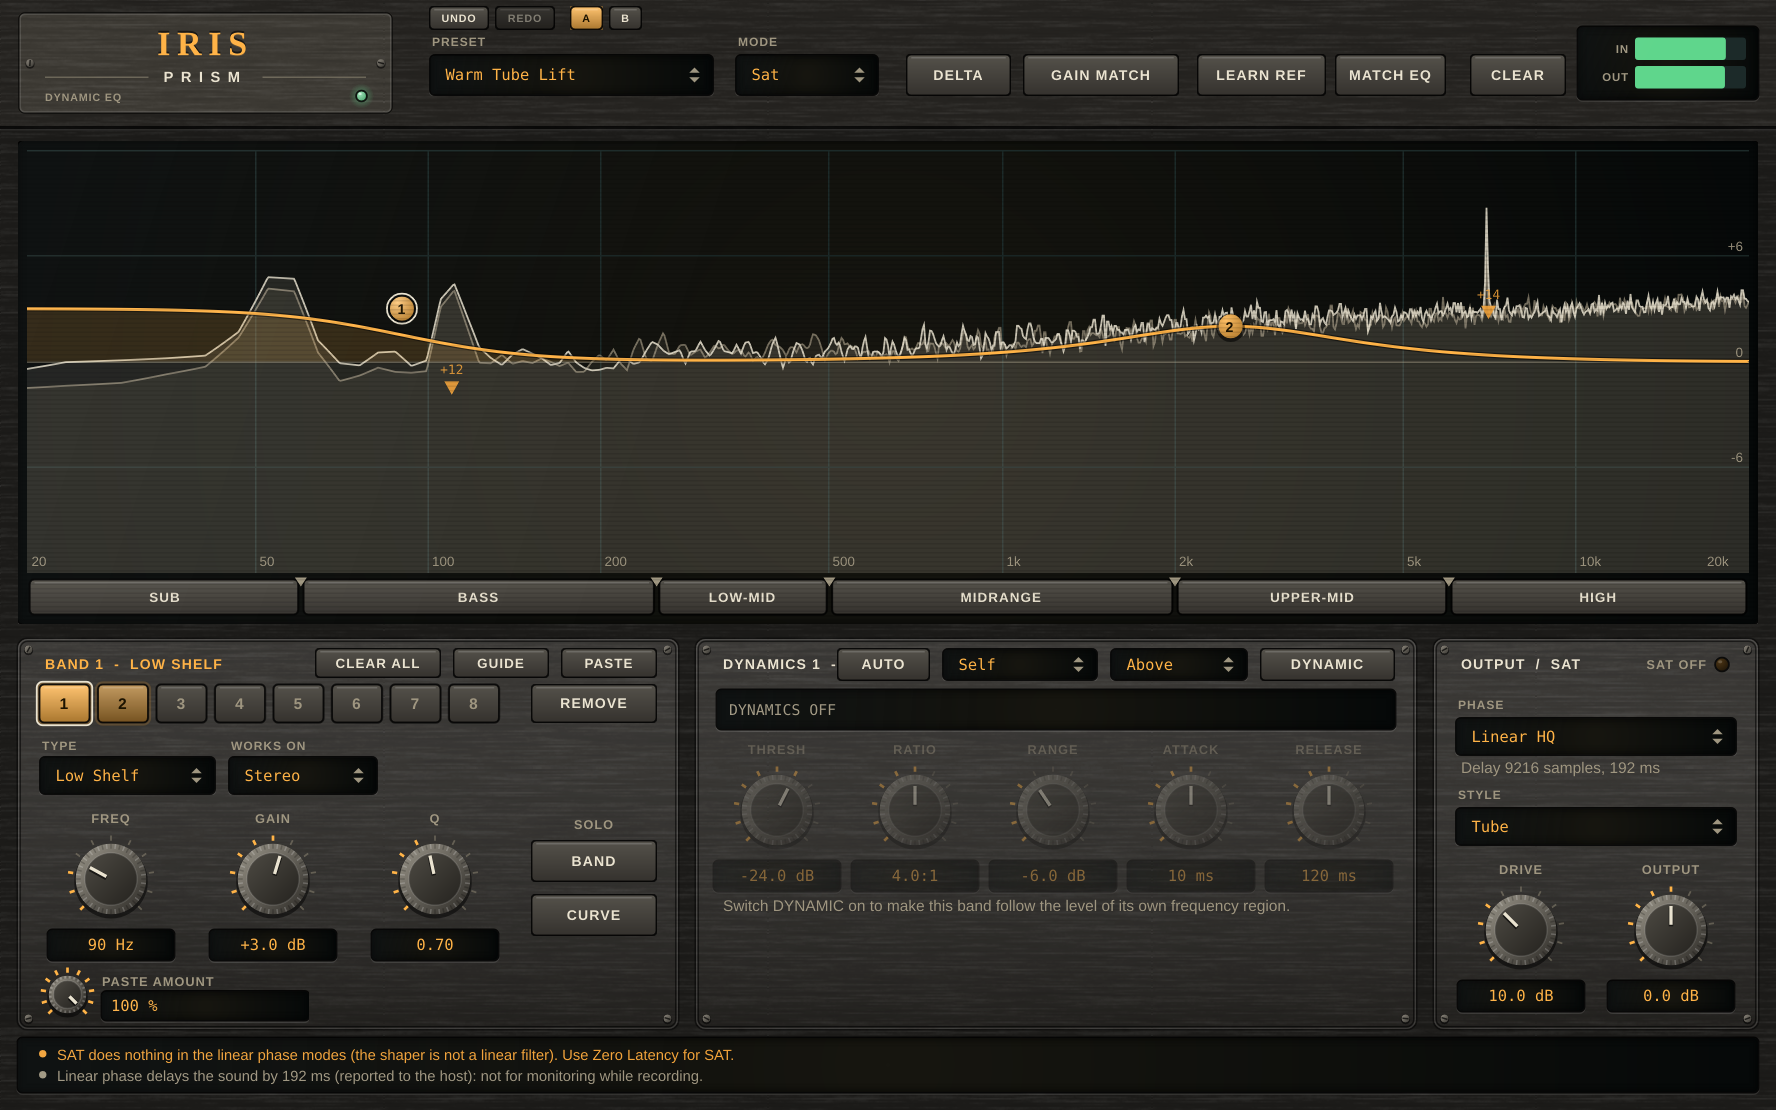 UNDO REDO A B
IRIS
PRISM
DYNAMIC EQ
PRESET MODE
Warm Tube Lift Sat DELTA GAIN MATCH LEARN REF MATCH EQ CLEAR
IN
OUT
+6
+14
1
2
0
+12
-6
20 50 100 200 500 1k 2k 5k 10k 20k
SUB BASS LOW-MID MIDRANGE UPPER-MID HIGH
BAND 1 - LOW SHELF CLEAR ALL GUIDE PASTE
1 2 3 4 5 6 7 8 REMOVE
TYPE WORKS ON
Low Shelf Stereo
FREQ GAIN Q SOLO
BAND
CURVE
90 Hz +3.0 dB 0.70
PASTE AMOUNT
100 %
DYNAMICS 1 - AUTO Self Above DYNAMIC
DYNAMICS OFF
THRESH RATIO RANGE ATTACK RELEASE
-24.0 dB 4.0:1 -6.0 dB 10 ms 120 ms
Switch DYNAMIC on to make this band follow the level of its own frequency region.
OUTPUT / SAT SAT OFF
PHASE
Linear HQ
Delay 9216 samples, 192 ms
STYLE
Tube
DRIVE OUTPUT
10.0 dB 0.0 dB
SAT does nothing in the linear phase modes (the shaper is not a linear filter). Use Zero Latency for SAT.
Linear phase delays the sound by 192 ms (reported to the host): not for monitoring while recording.